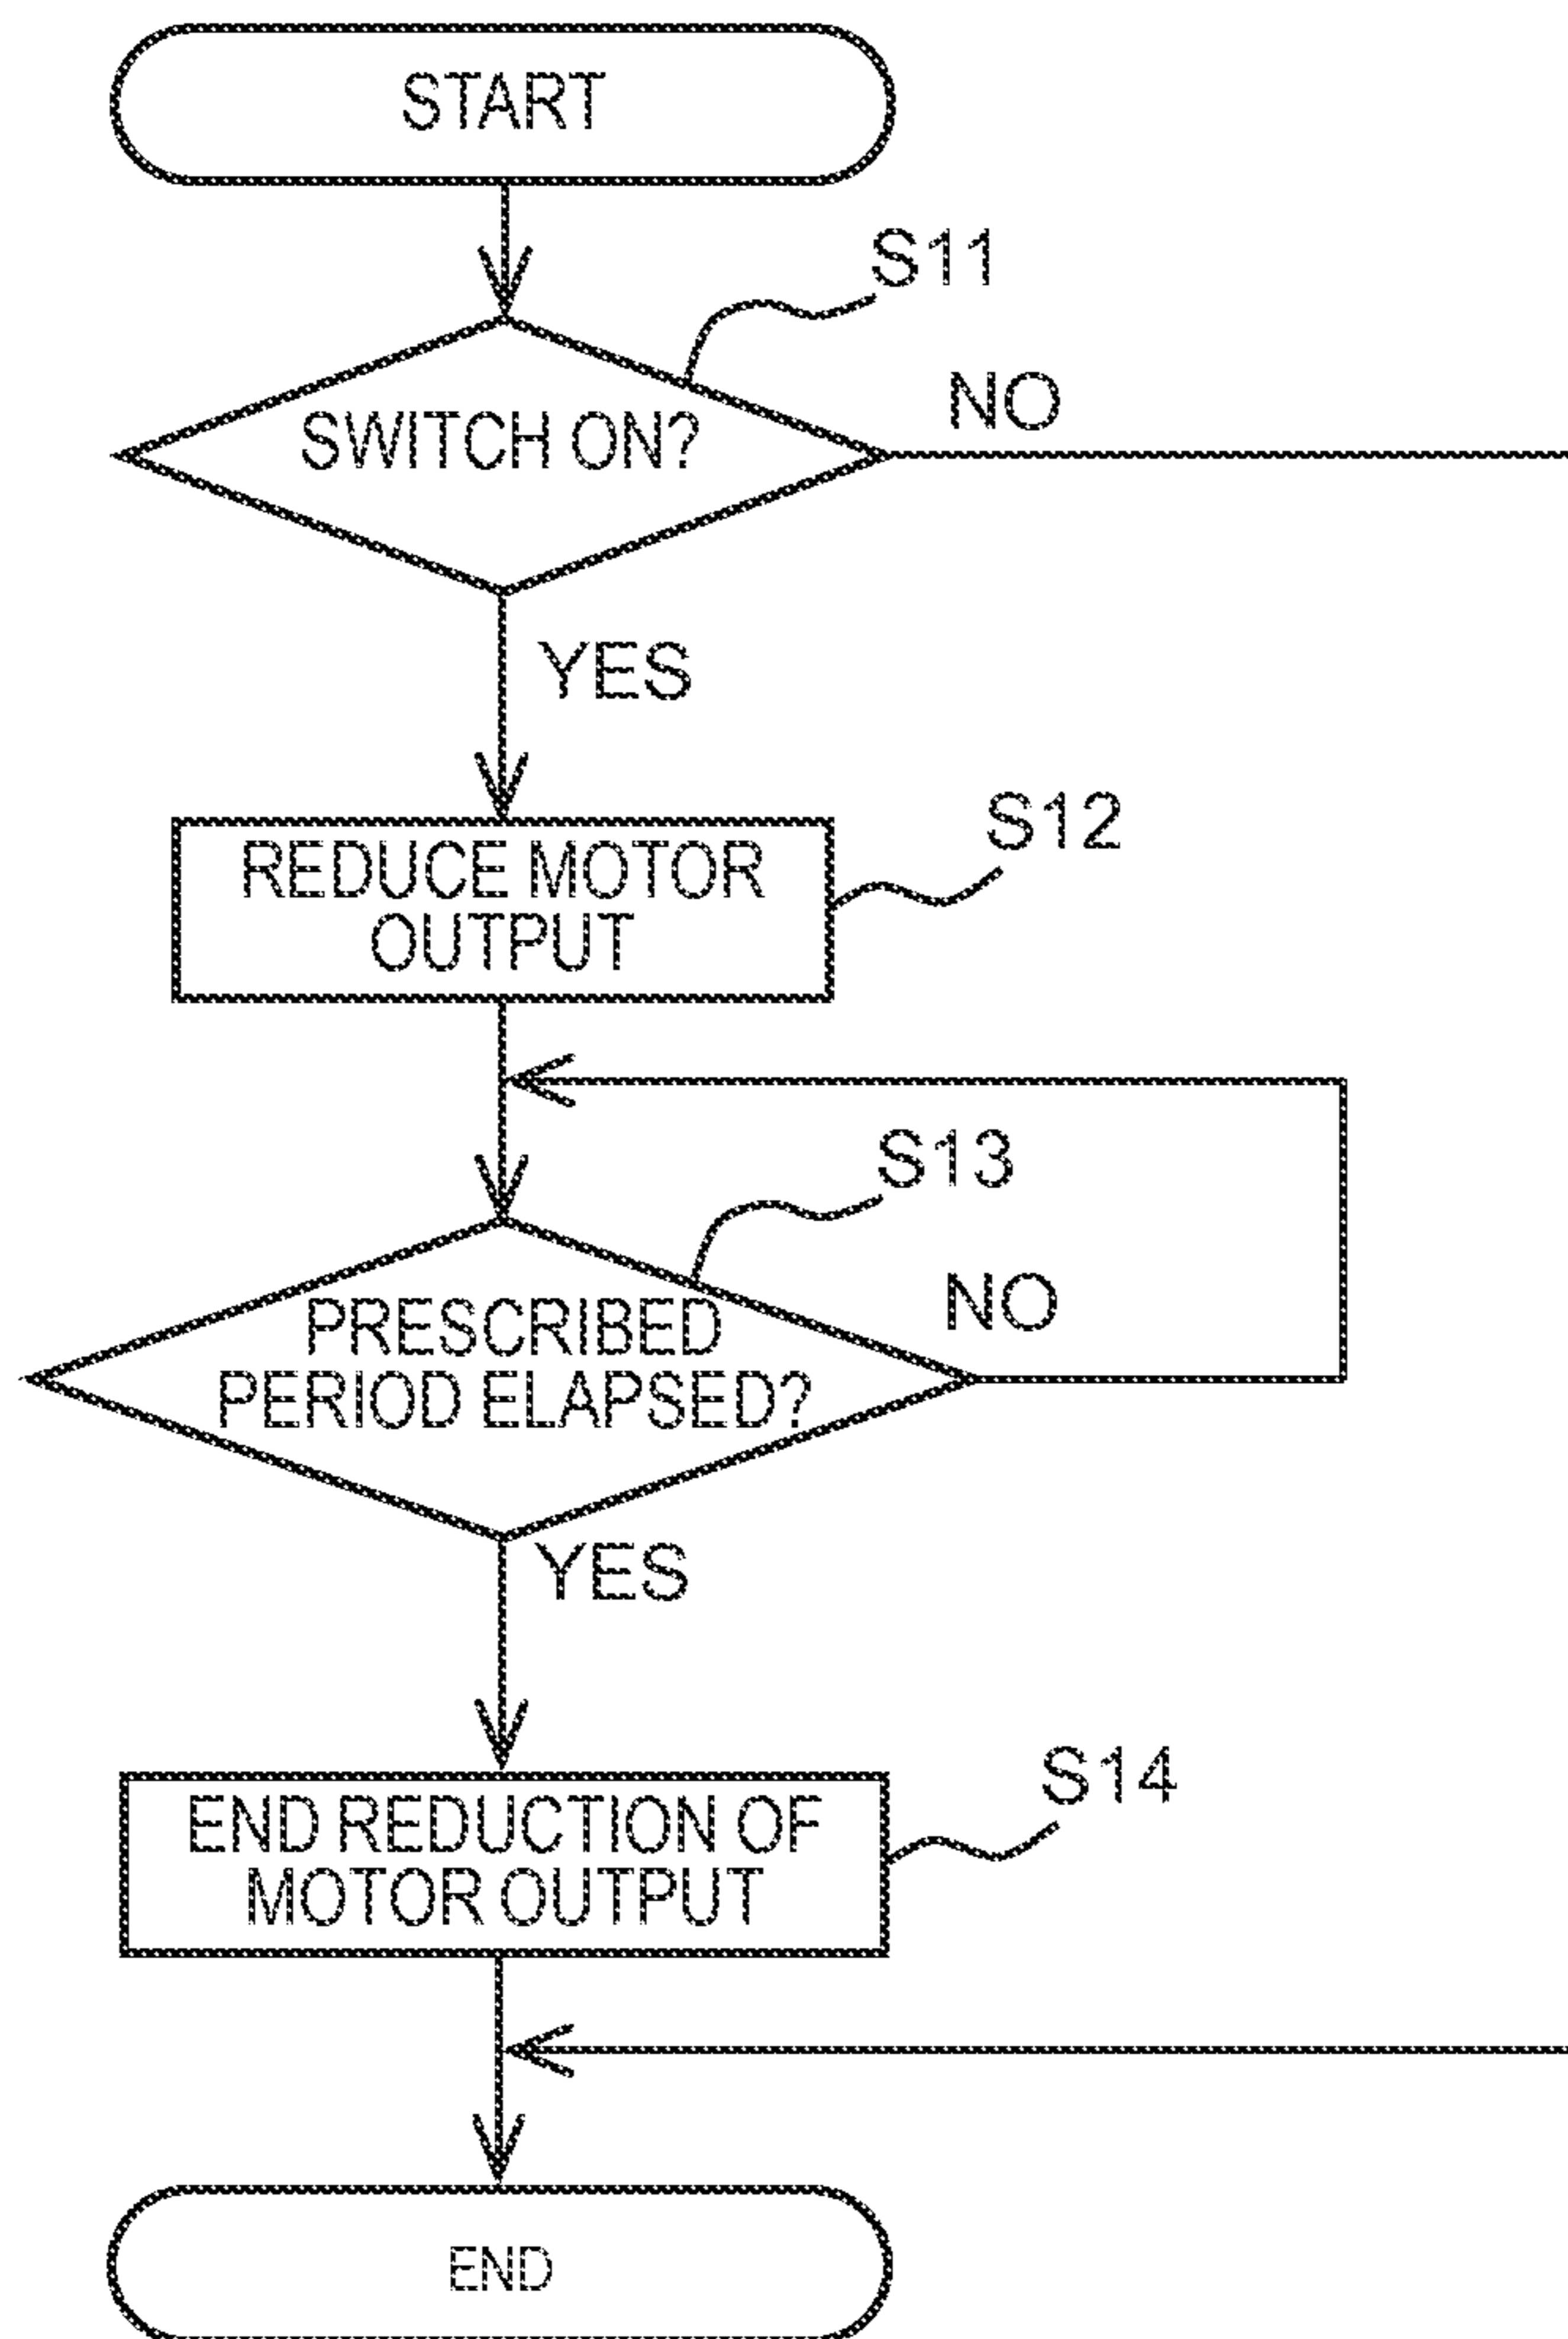 START
S11
SWITCH ON?
NO
YES
S12
REDUCE MOTOR
OUTPUT
S13
PRESCRIBED
PERIOD ELAPSED?
NO
YES
S14
END REDUCTION OF
MOTOR OUTPUT
END